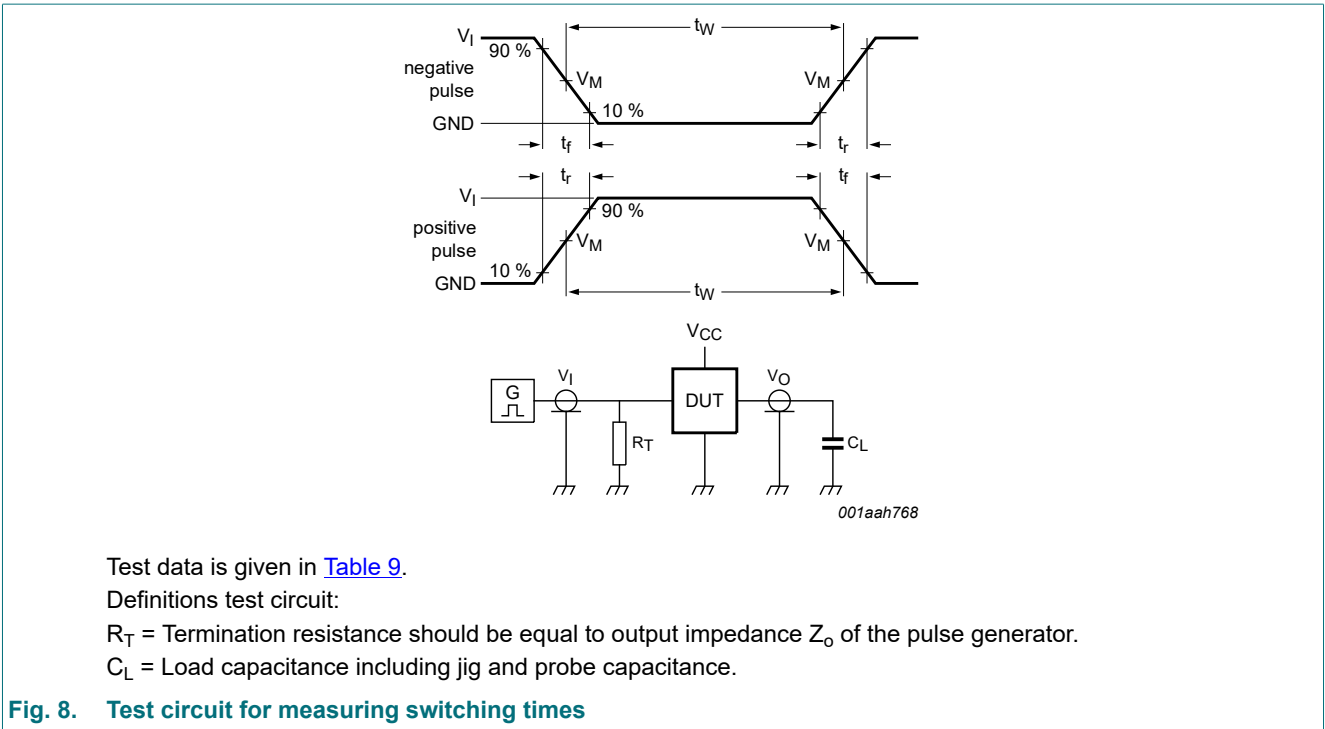 tW
VI
90 %
negative
pulse
VM
VM
10 %
GND
tf
tr
tr
tf
VI
90 %
positive
pulse
VM
VM
10 %
GND
tW
VCC
VI
VO
G
DUT
RT
CL
001aah768
Test data is given in Table 9.
Definitions test circuit:
RT = Termination resistance should be equal to output impedance Zo of the pulse generator.
CL = Load capacitance including jig and probe capacitance.
Fig. 8. Test circuit for measuring switching times